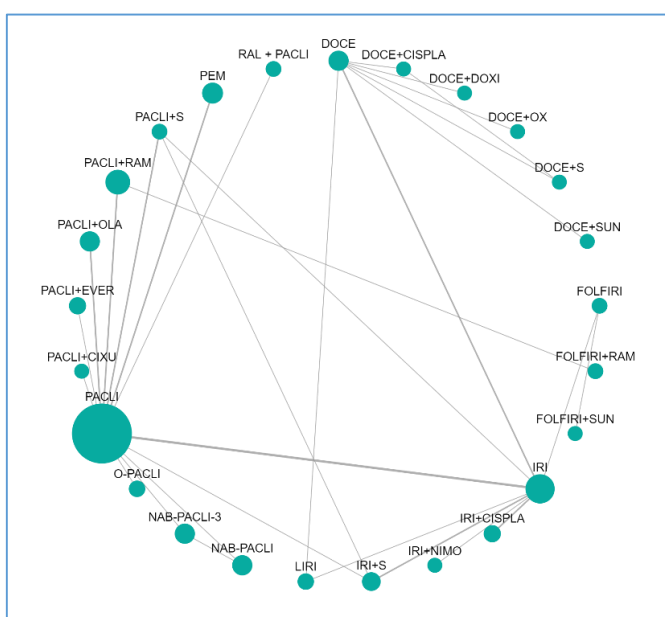 DOCE
RAL + PACLI
DOCE+CISPLA
PEM
DOCE+DOXI
PACLI+S
DOCE+OX
PACLI+RAM
DOCE+S
PACLI+OLA
DOCE+SUN
PACLI+EVER
FOLFIRI
PACLI+CIXU
FOLFIRI+RAM
PACLI
FOLFIRI+SUN
IRI
O-PACLI
NAB-PACLI-3
IRI+CISPLA
NAB-PACLI
IRI+NIMO
LIRI
IRI+S